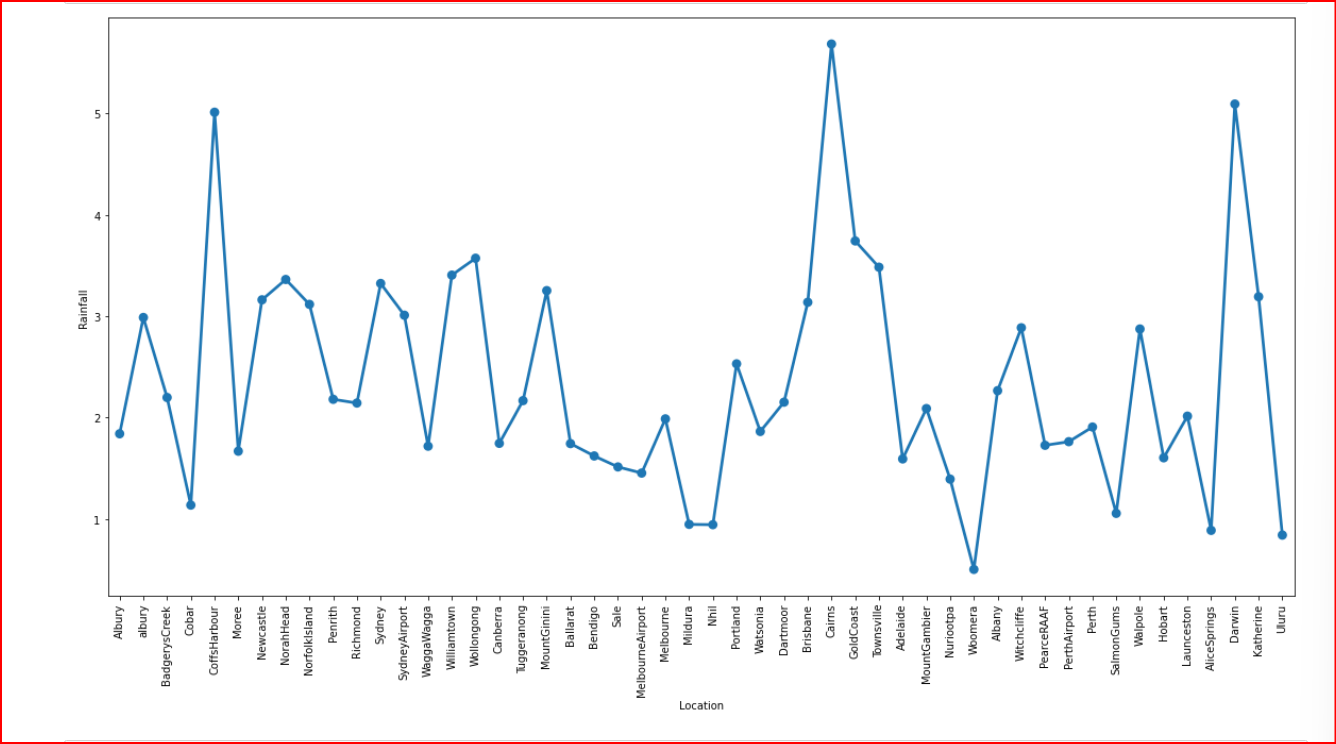 5
4
3
2
1
Rainfall
Albury
albury
BadgerysCreek
Cobar
CoffsHarbour
Moree
Newcastle
NorahHead
NorfolkIsland
Penrith
Richmond
Sydney
SydneyAirport
WaggaWagga
Williamtown
Wollongong
Canberra
Tuggeranong
MountGinini
Ballarat
Bendigo
Sale
MelbourneAirport
Melbourne
Mildura
Nhil
Portland
Watsonia
Dartmoor
Brisbane
Cairns
GoldCoast
Townsville
Adelaide
MountGambier
Nuriootpa
Woomera
Albany
Witchcliffe
PearceRAAF
PerthAirport
Perth
SalmonGums
Walpole
Hobart
Launceston
AliceSprings
Darwin
Katherine
Uluru
Location